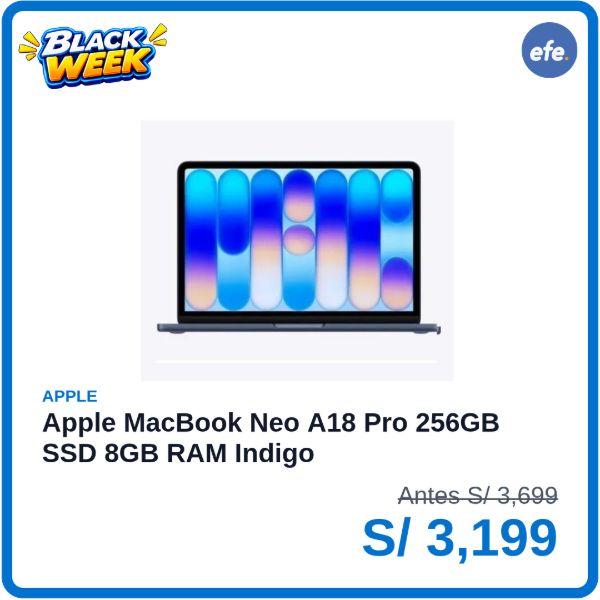 BLACK
WEEK
efe.
APPLE
Apple MacBook Neo A18 Pro 256GB
SSD 8GB RAM Indigo
Antes S/ 3,699
S/ 3,199